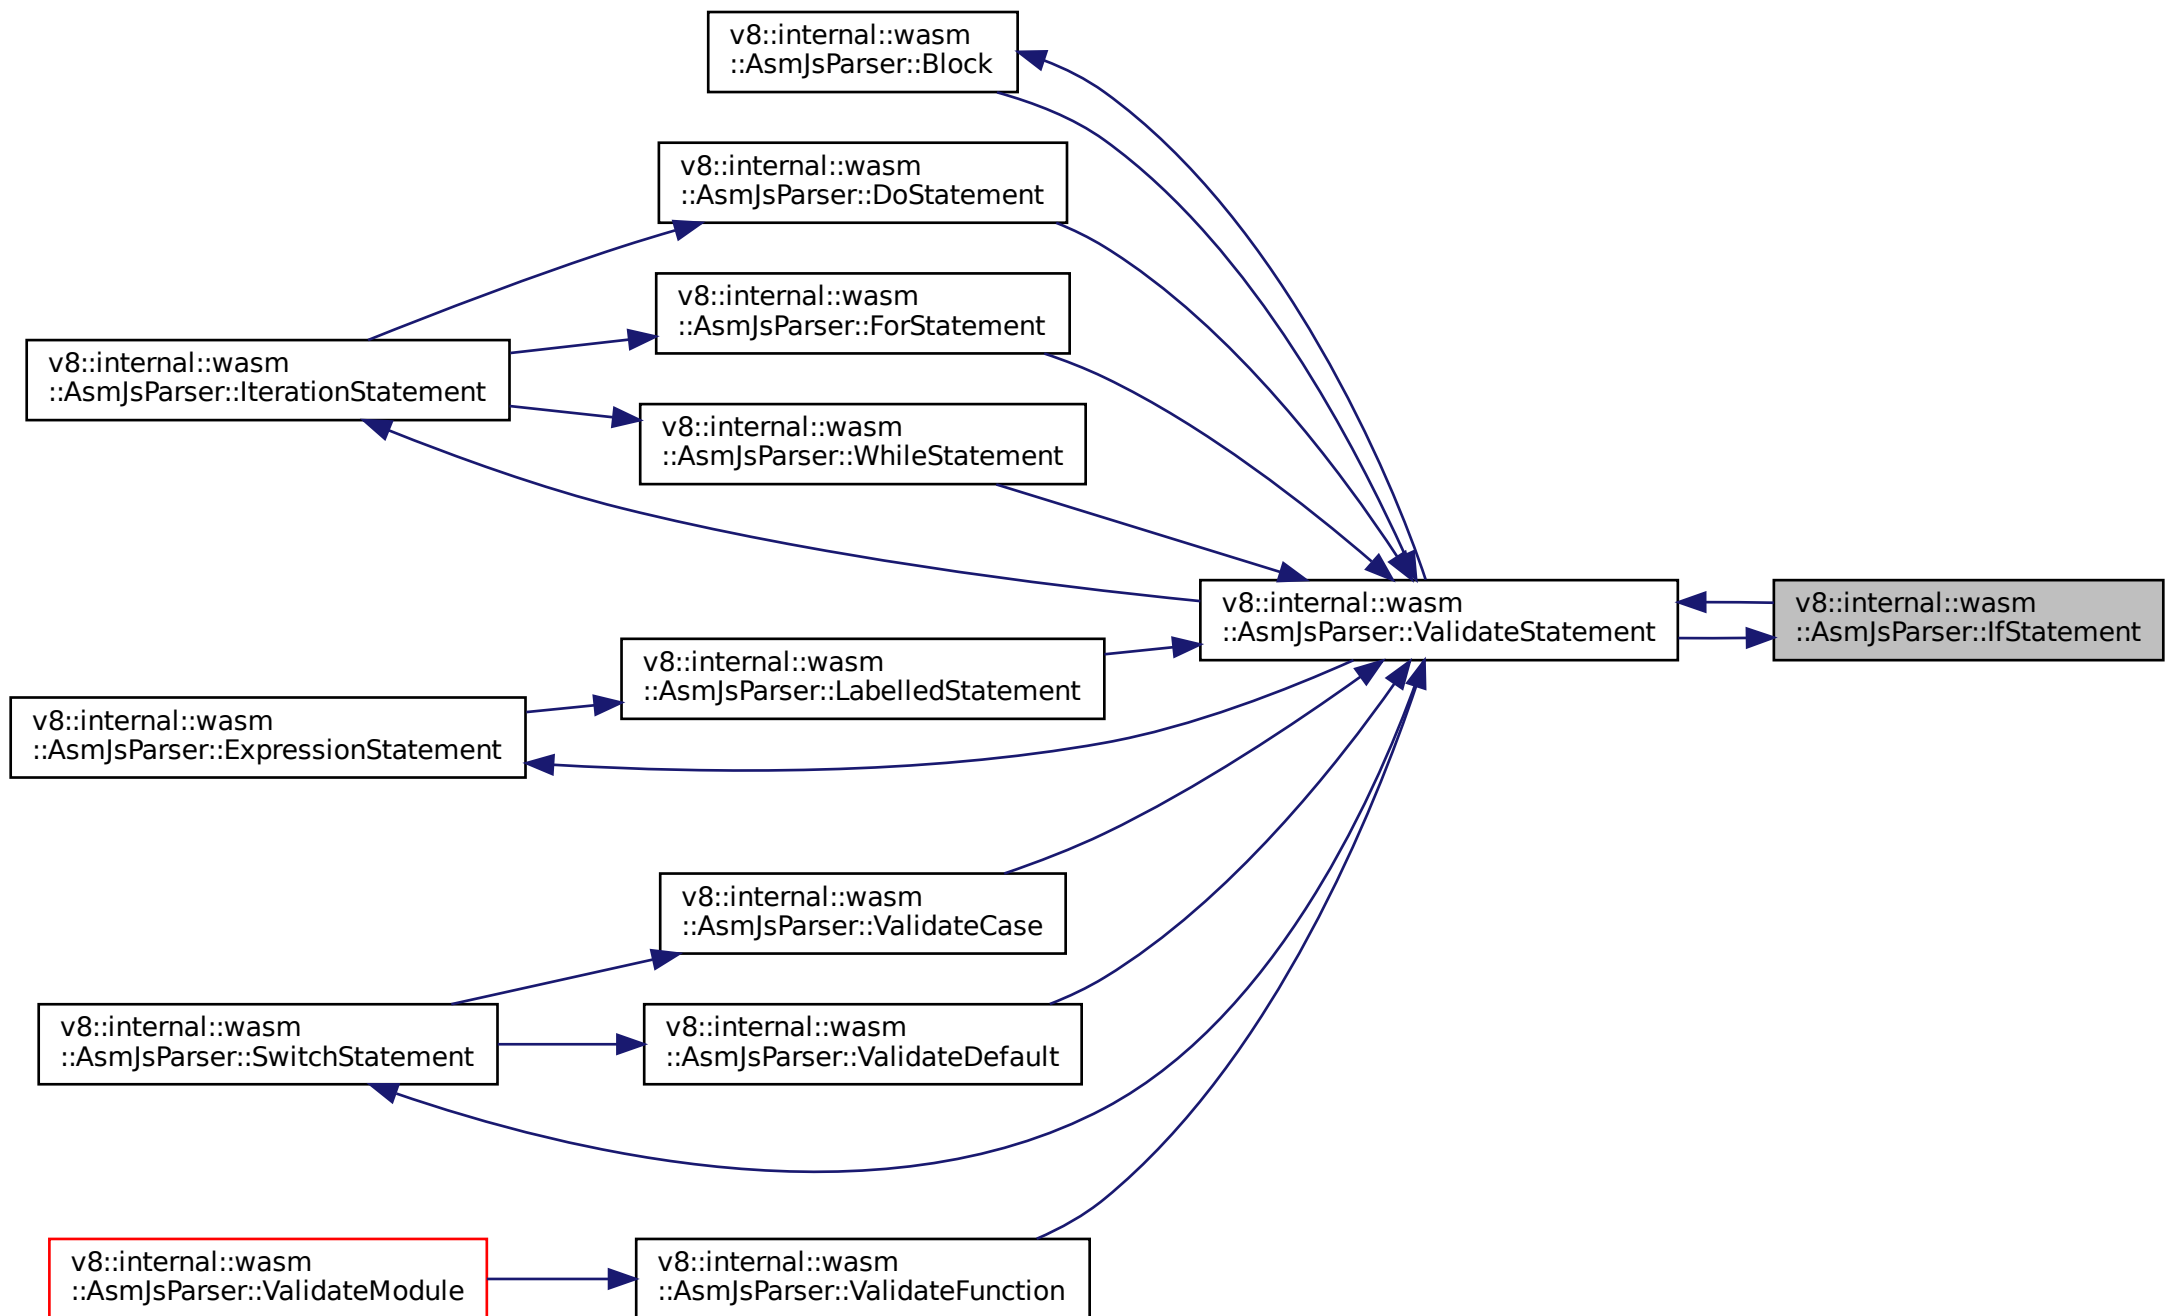 v8::internal::wasm
::AsmJsParser::Block
v8::internal::wasm
::AsmJsParser::DoStatement
v8::internal::wasm
::AsmJsParser::ForStatement
v8::internal::wasm
::AsmJsParser::IterationStatement
v8::internal::wasm
::AsmJsParser::WhileStatement
v8::internal::wasm
::AsmJsParser::ValidateStatement
v8::internal::wasm
::AsmJsParser::IfStatement
v8::internal::wasm
::AsmJsParser::LabelledStatement
v8::internal::wasm
::AsmJsParser::ExpressionStatement
v8::internal::wasm
::AsmJsParser::ValidateCase
v8::internal::wasm
::AsmJsParser::SwitchStatement
v8::internal::wasm
::AsmJsParser::ValidateDefault
v8::internal::wasm
::AsmJsParser::ValidateModule
v8::internal::wasm
::AsmJsParser::ValidateFunction